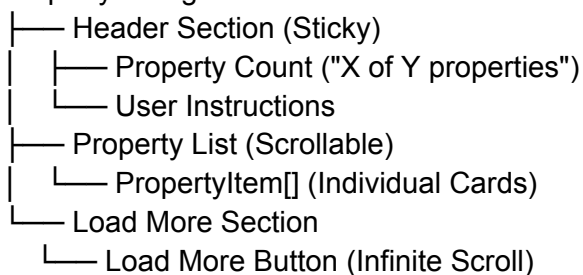 ├── Header Section (Sticky)
│ ├── Property Count ("X of Y properties")
│ └── User Instructions
├── Property List (Scrollable)
│ └── PropertyItem[] (Individual Cards)
└── Load More Section
└── Load More Button (Infinite Scroll)